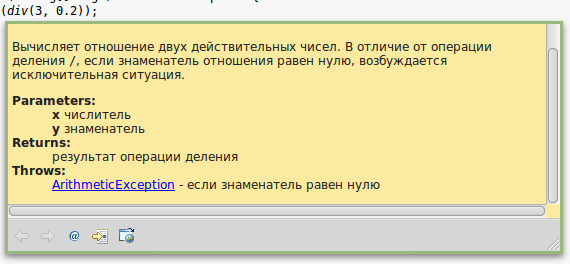 (div(3, 0.2));
Вычисляет отношение двух действительных чисел. В отличие от операции
деления /, если знаменатель отношения равен нулю, возбуждается
исключительная ситуация.
Parameters:
x числитель
y знаменатель
Returns:
результат операции деления
Throws:
ArithmeticException - если знаменатель равен нулю
@